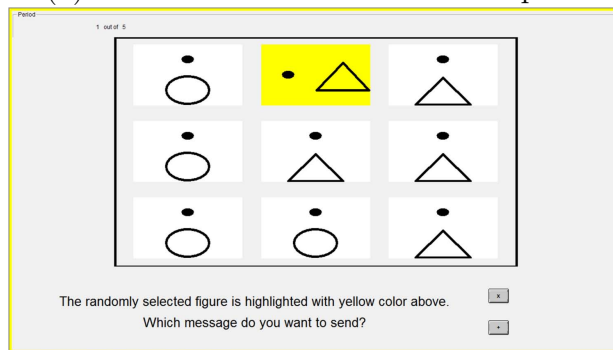 Period
1 out of 5
The randomly selected figure is highlighted with yellow color above.
x
Which message do you want to send?